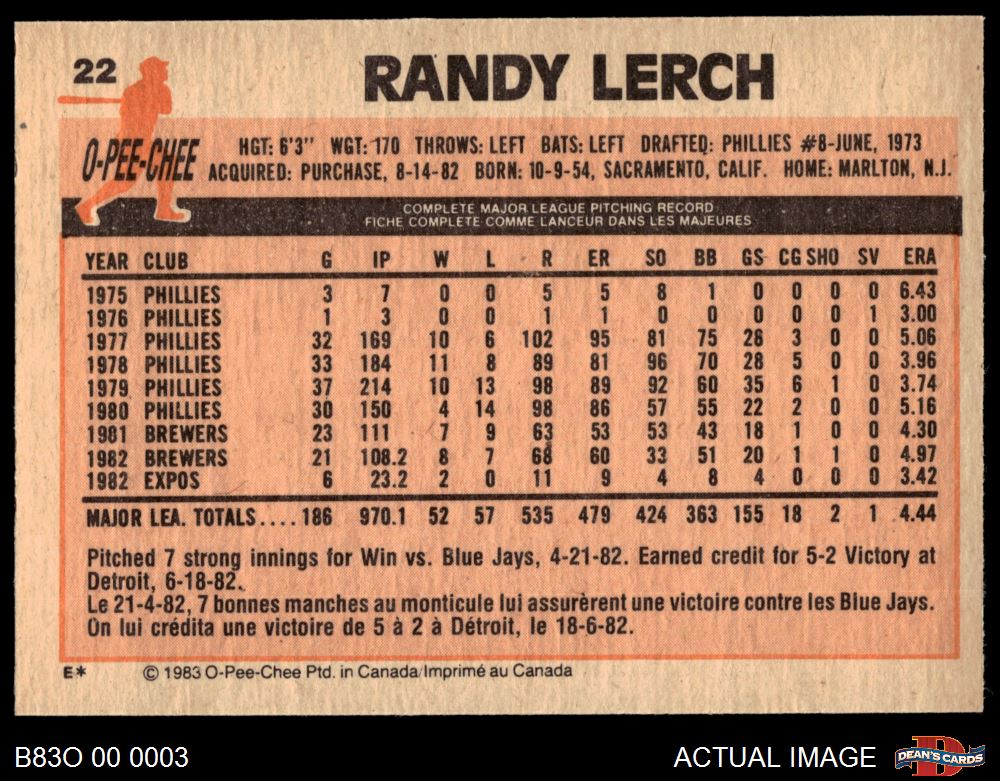 22
RANDY LERCH
O-PEE-CHEE
HGT: 6'3" WGT: 170 THROWS: LEFT BATS: LEFT DRAFTED: PHILLIES #8-JUNE, 1973
ACQUIRED: PURCHASE, 8-14-82 BORN: 10-9-54, SACRAMENTO, CALIF. HOME: MARLTON, N.J.
COMPLETE MAJOR LEAGUE PITCHING RECORD
FICHE COMPLETE COMME LANCEUR DANS LES MAJEURES
YEAR CLUB G IP W L R ER SO BB GS CG SHO SV ERA
1975 PHILLIES 3 7 0 0 5 5 8 1 0 0 0 0 6.43
1976 PHILLIES 1 3 0 0 1 1 0 0 0 0 0 1 3.00
1977 PHILLIES 32 169 10 6 102 95 81 75 28 3 0 0 5.06
1978 PHILLIES 33 184 11 8 89 81 96 70 28 5 0 0 3.96
1979 PHILLIES 37 214 10 13 98 89 92 60 35 6 1 0 3.74
1980 PHILLIES 30 150 4 14 98 86 57 55 22 2 0 0 5.16
1981 BREWERS 23 111 7 9 63 53 53 43 18 1 0 0 4.30
1982 BREWERS 21 108.2 8 7 68 60 33 51 20 1 1 0 4.97
1982 EXPOS 6 23.2 2 0 11 9 4 8 4 0 0 0 3.42
MAJOR LEA. TOTALS.... 186 970.1 52 57 535 479 424 363 155 18 2 1 4.44
Pitched 7 strong innings for Win vs. Blue Jays, 4-21-82. Earned credit for 5-2 Victory at
Detroit, 6-18-82.
Le 21-4-82, 7 bonnes manches au monticule lui assurèrent une victoire contre les Blue Jays.
On lui crédita une victoire de 5 à 2 à Détroit, le 18-6-82.
E* © 1983 O-Pee-Chee Ptd. in Canada/Imprimé au Canada
B83O 00 0003 ACTUAL IMAGE DEAN'S CARDS